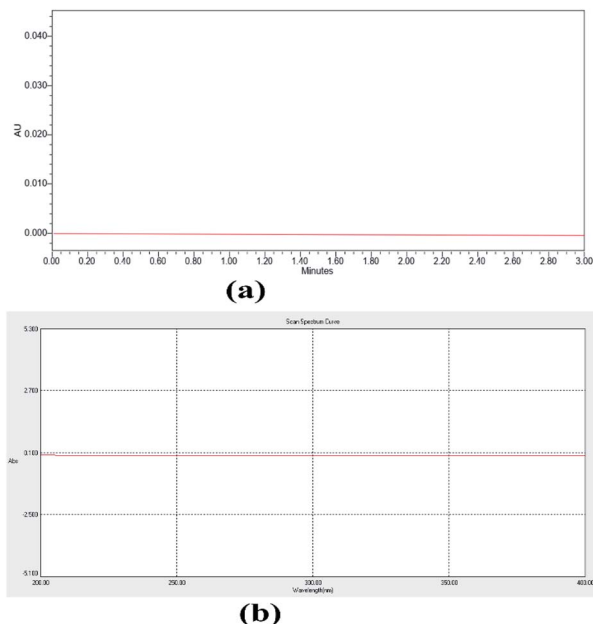 0.040
0.030
0.020
0.010
0.000
AU
0.00 0.20 0.40 0.60 0.80 1.00 1.20 1.40 1.60 1.80 2.00 2.20 2.40 2.60 2.80 3.00
Minutes
(a)
Scan Spectrum Curve
5.300
2.700
0.100
Abs
-2.500
-5.100
200.00 250.00 300.00 350.00 400.00
Wavelength(nm)
(b)